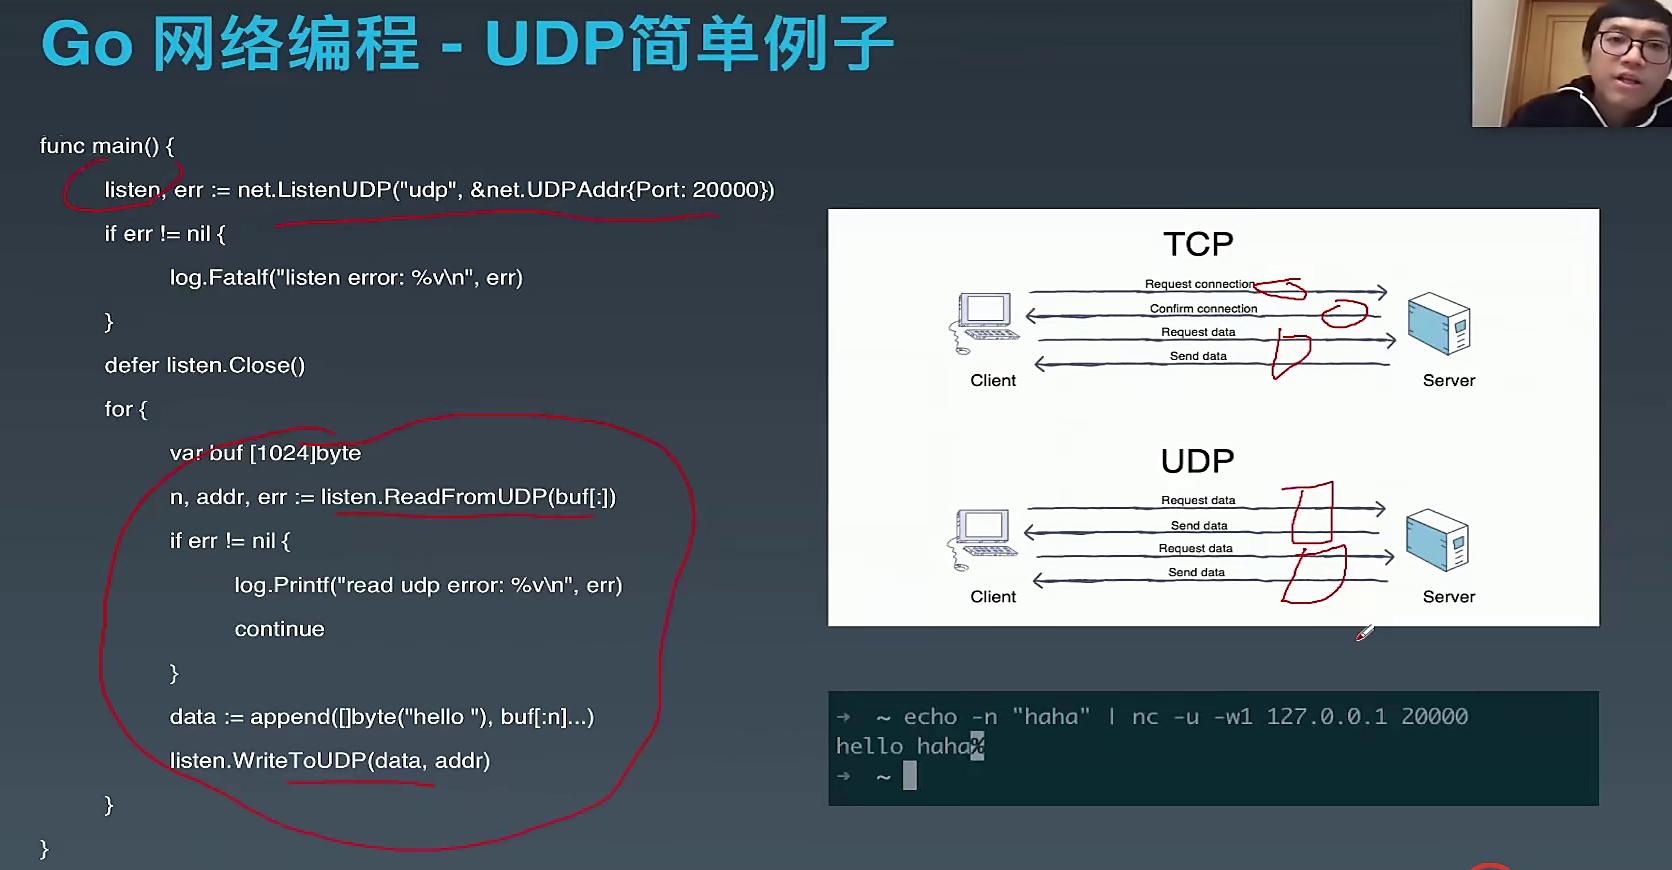 Go 网络编程 - UDP简单例子
func main() {
listen, err := net.ListenUDP("udp", &net.UDPAddr{Port: 20000})
if err != nil {
log.Fatalf("listen error: %v\n", err)
}
defer listen.Close()
for {
var buf [1024]byte
n, addr, err := listen.ReadFromUDP(buf[:])
if err != nil {
log.Printf("read udp error: %v\n", err)
continue
}
data := append([]byte("hello "), buf[:n]...)
listen.WriteToUDP(data, addr)
}
}
TCP
Request connection
Confirm connection
Request data
Send data
Client
Server
UDP
Request data
Send data
Request data
Send data
Client
Server
→ ~ echo -n "haha" | nc -u -w1 127.0.0.1 20000
hello haha%
→ ~